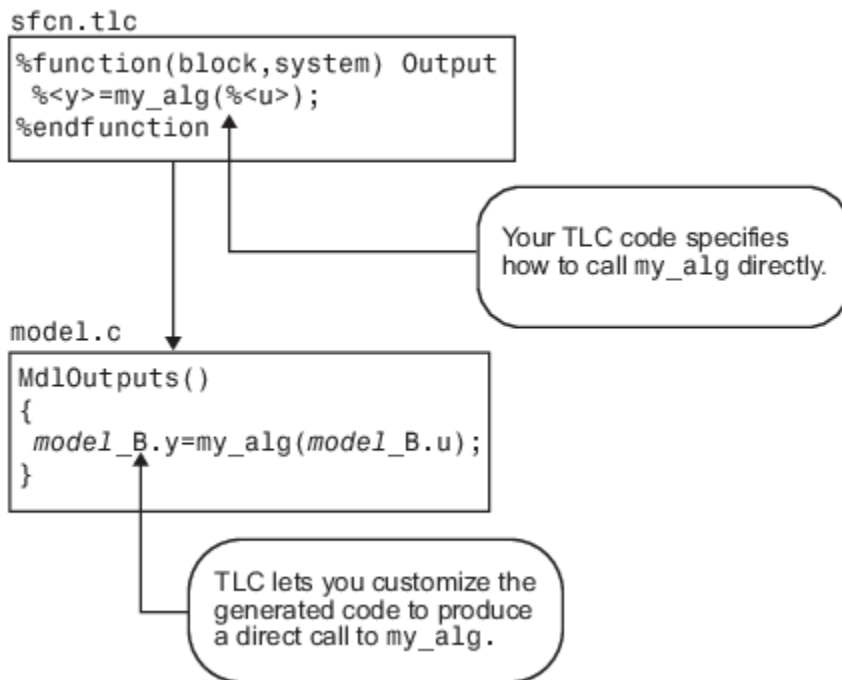 sfcn.tlc
%function(block,system) Output
%<y>=my_alg(%<u>);
%endfunction
Your TLC code specifies
how to call my_alg directly.
model.c
MdlOutputs()
{
model_B.y=my_alg(model_B.u);
}
TLC lets you customize the
generated code to produce
a direct call to my_alg.